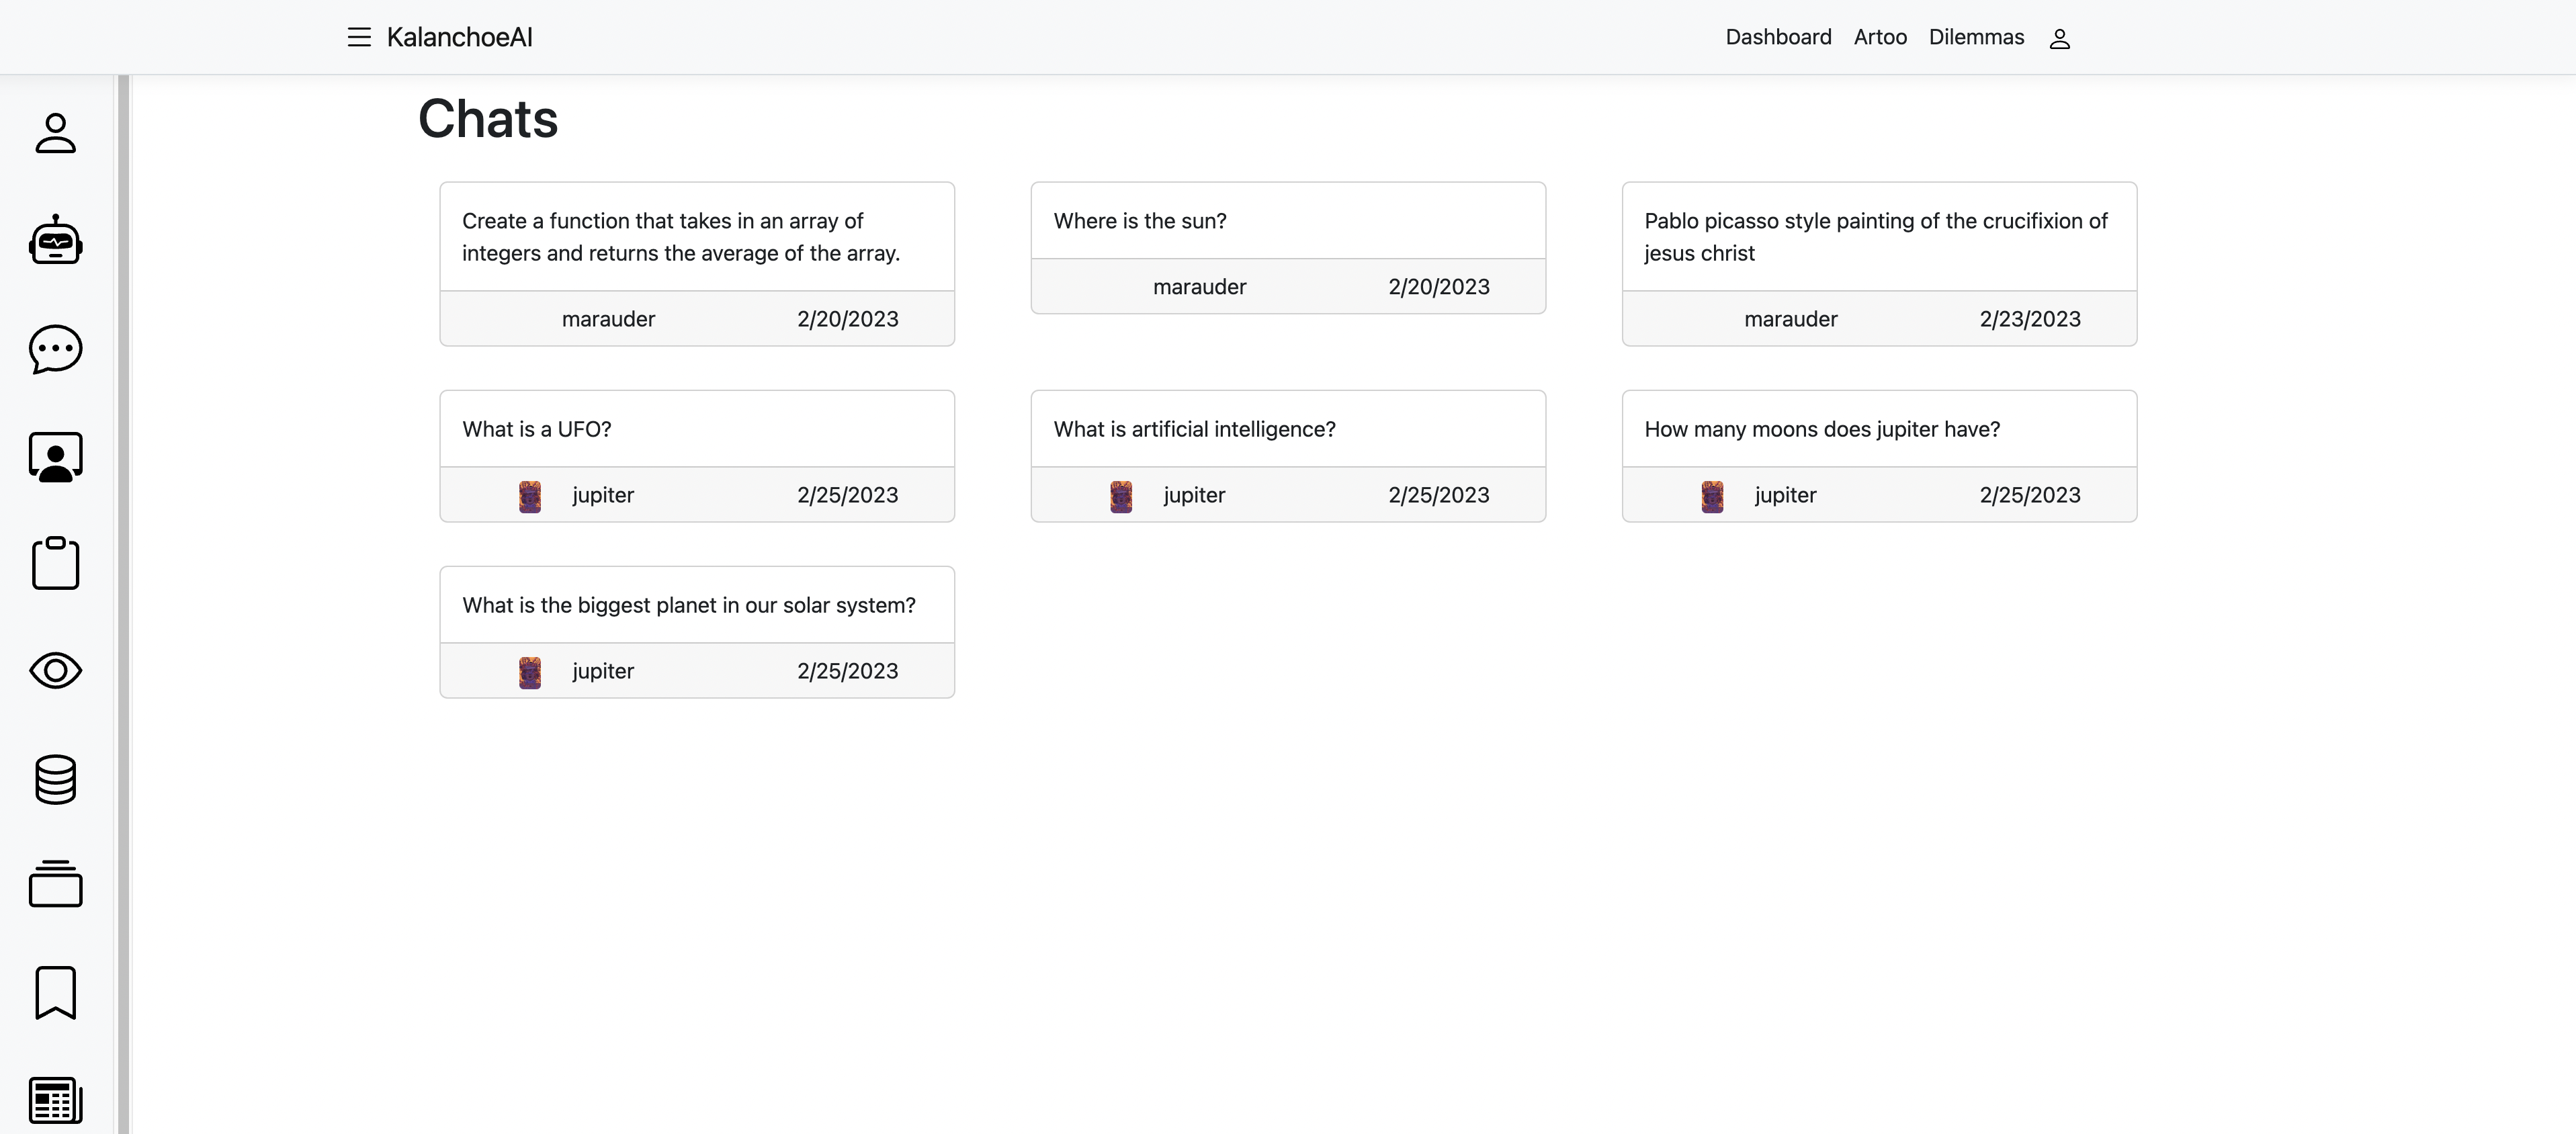 KalanchoeAI
Dashboard Artoo Dilemmas
Chats
Create a function that takes in an array of
integers and returns the average of the array.
marauder 2/20/2023
Where is the sun?
marauder 2/20/2023
Pablo picasso style painting of the crucifixion of
jesus christ
marauder 2/23/2023
What is a UFO?
jupiter 2/25/2023
What is artificial intelligence?
jupiter 2/25/2023
How many moons does jupiter have?
jupiter 2/25/2023
What is the biggest planet in our solar system?
jupiter 2/25/2023